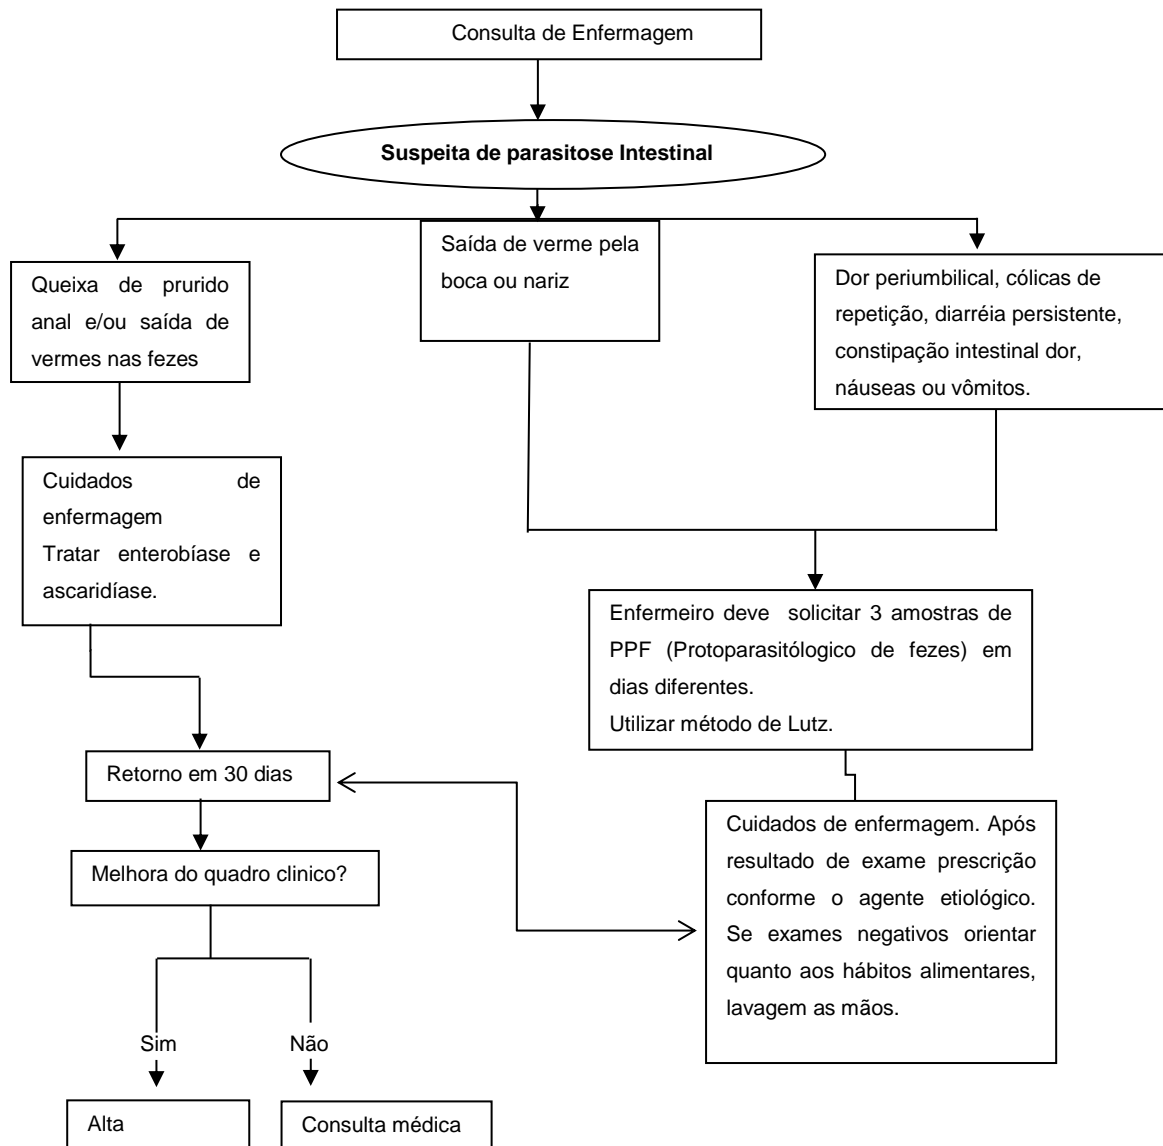 Consulta de Enfermagem
Suspeita de parasitose Intestinal
Queixa de prurido
anal e/ou saída de
vermes nas fezes
Saída de verme pela
boca ou nariz
Dor periumbilical, cólicas de
repetição, diarréia persistente,
constipação intestinal dor,
náuseas ou vômitos.
Cuidados de
enfermagem
Tratar enterobíase e
ascaridíase.
Enfermeiro deve solicitar 3 amostras de
PPF (Protoparasitólogico de fezes) em
dias diferentes.
Utilizar método de Lutz.
Retorno em 30 dias
Cuidados de enfermagem. Após
resultado de exame prescrição
conforme o agente etiológico.
Se exames negativos orientar
quanto aos hábitos alimentares,
lavagem as mãos.
Melhora do quadro clinico?
Sim
Não
Alta
Consulta médica